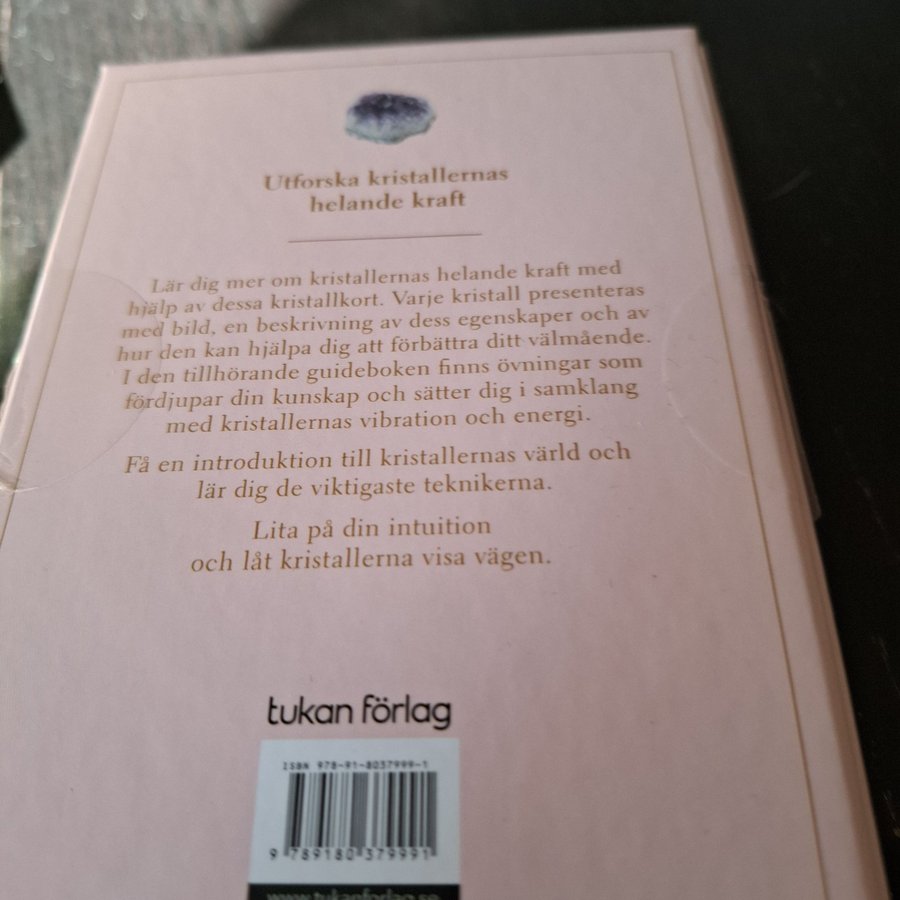 Utforska kristallernas
helande kraft
Lär dig mer om kristallernas helande kraft med
hjälp av dessa kristallkort. Varje kristall presenteras
med bild, en beskrivning av dess egenskaper och av
hur den kan hjälpa dig att förbättra ditt välmående.
I den tillhörande guideboken finns övningar som
fördjupar din kunskap och sätter dig i samklang
med kristallernas vibration och energi.
Få en introduktion till kristallernas värld och
lär dig de viktigaste teknikerna.
Lita på din intuition
och låt kristallerna visa vägen.
tukan förlag
ISBN 978-91-8037999-1
9 789180 379991
www.tukanforlag.se